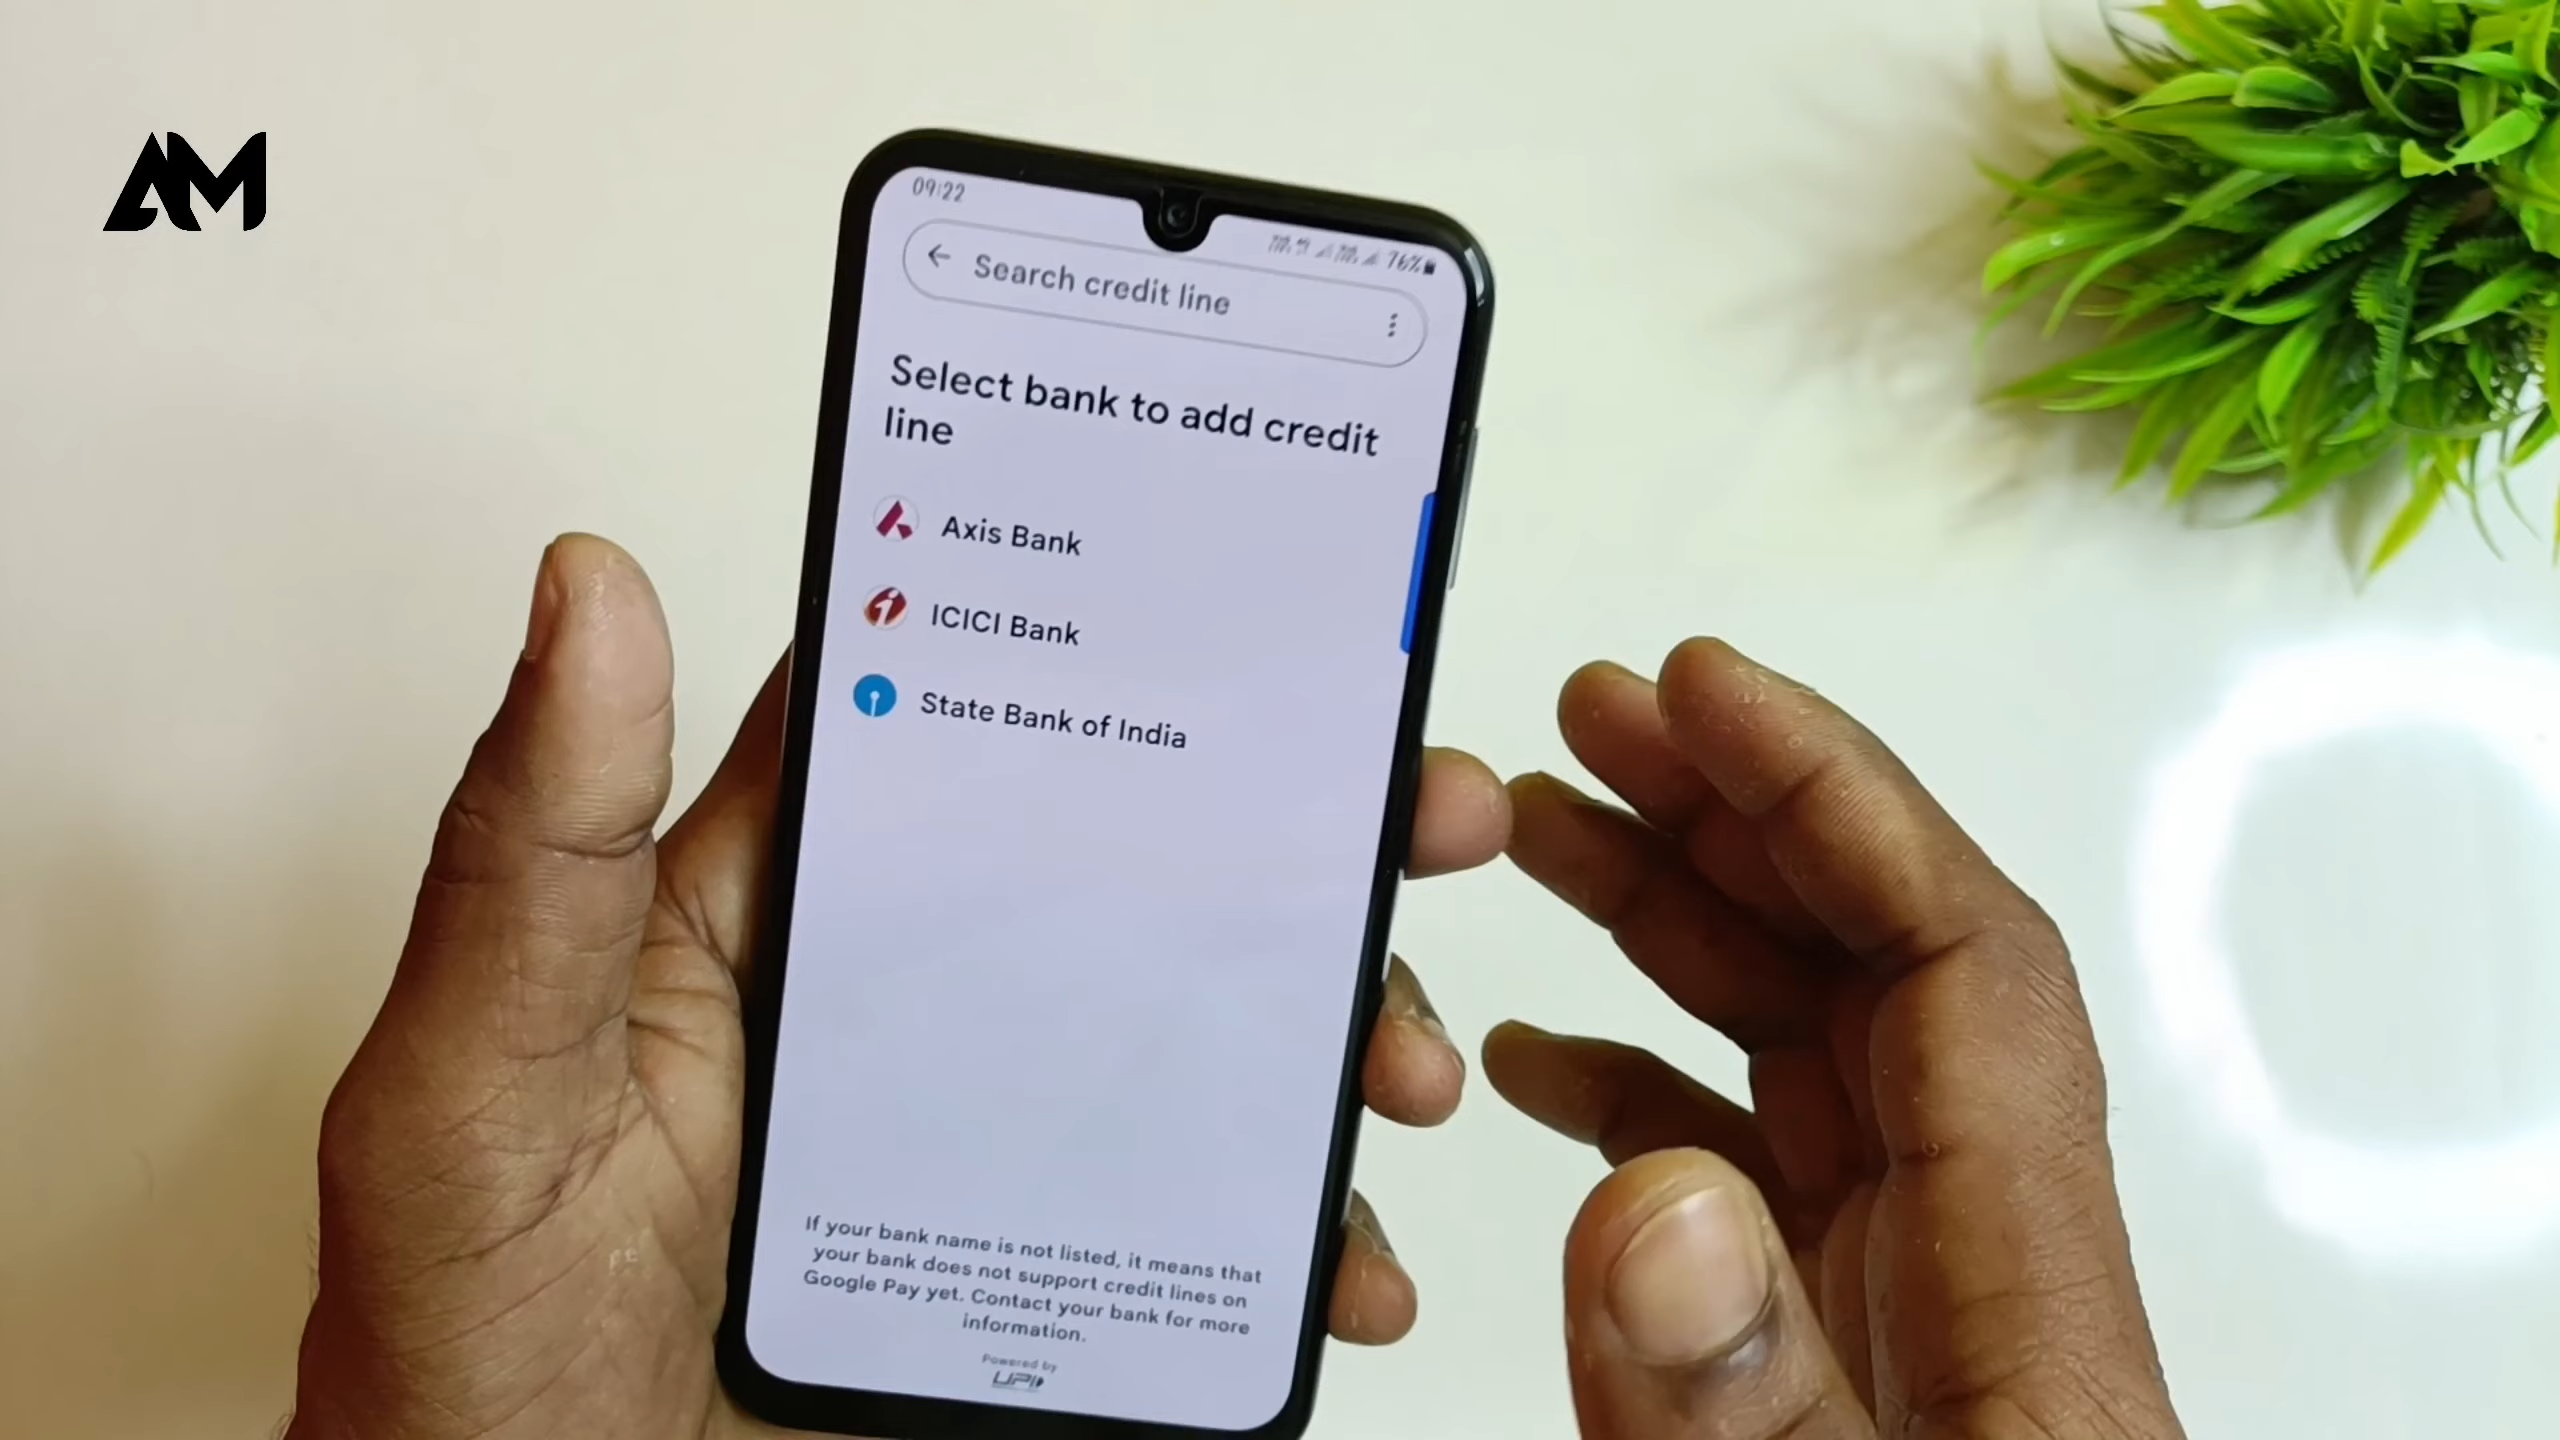 AM
09:22
76%
Search credit line
Select bank to add credit
line
Axis Bank
ICICI Bank
State Bank of India
If your bank name is not listed, it means that
your bank does not support credit lines on
Google Pay yet. Contact your bank for more
information.
Powered by
UPI